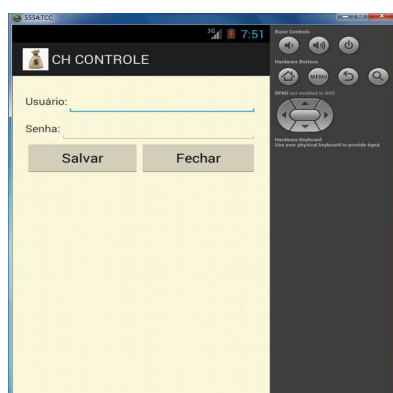 5554:TCC
3G 7:51
CH CONTROLE
Usuário:
Senha:
Salvar Fechar
Basic Controls
Hardware Buttons
MENU
DPAD not enabled in AVD
Hardware Keyboard
Use your physical keyboard to provide input